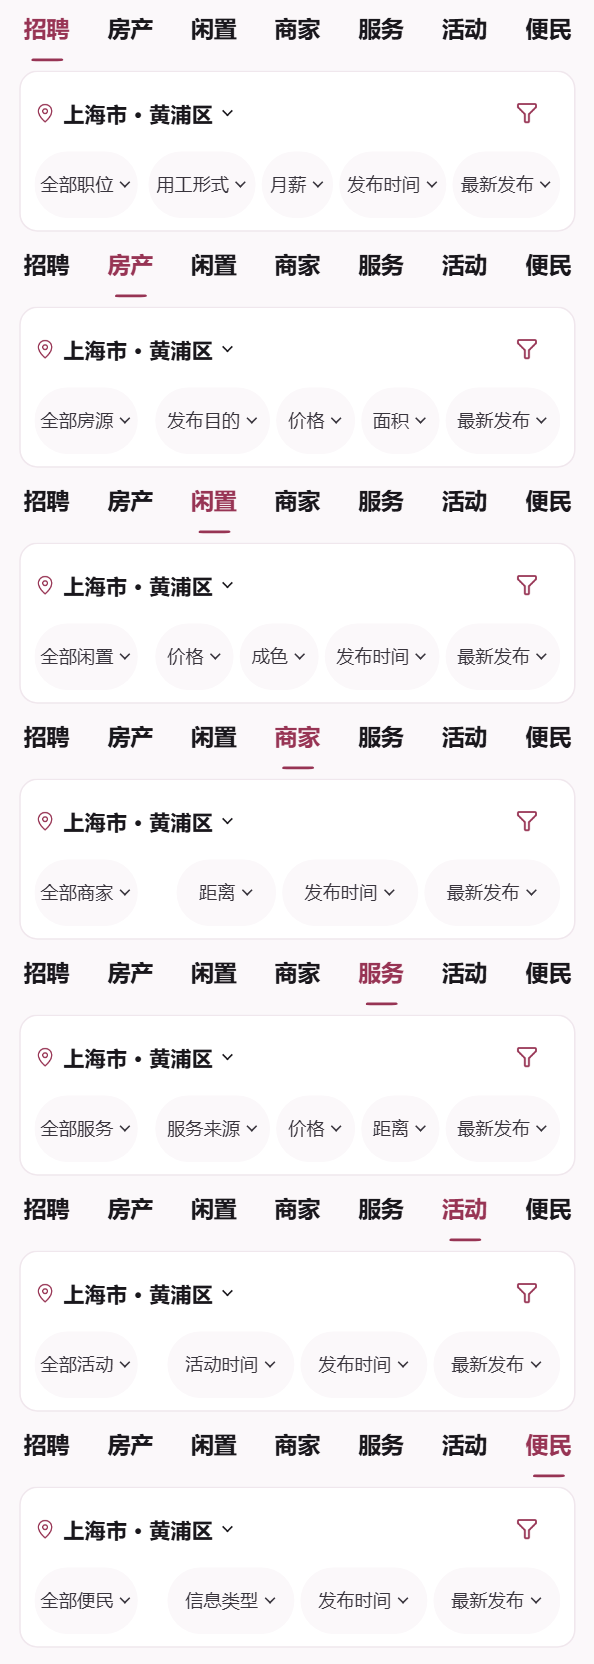 招聘 房产 闲置 商家 服务 活动 便民
上海市 • 黄浦区
全部职位 用工形式 月薪 发布时间 最新发布
招聘 房产 闲置 商家 服务 活动 便民
上海市 • 黄浦区
全部房源 发布目的 价格 面积 最新发布
招聘 房产 闲置 商家 服务 活动 便民
上海市 • 黄浦区
全部闲置 价格 成色 发布时间 最新发布
招聘 房产 闲置 商家 服务 活动 便民
上海市 • 黄浦区
全部商家 距离 发布时间 最新发布
招聘 房产 闲置 商家 服务 活动 便民
上海市 • 黄浦区
全部服务 服务来源 价格 距离 最新发布
招聘 房产 闲置 商家 服务 活动 便民
上海市 • 黄浦区
全部活动 活动时间 发布时间 最新发布
招聘 房产 闲置 商家 服务 活动 便民
上海市 • 黄浦区
全部便民 信息类型 发布时间 最新发布